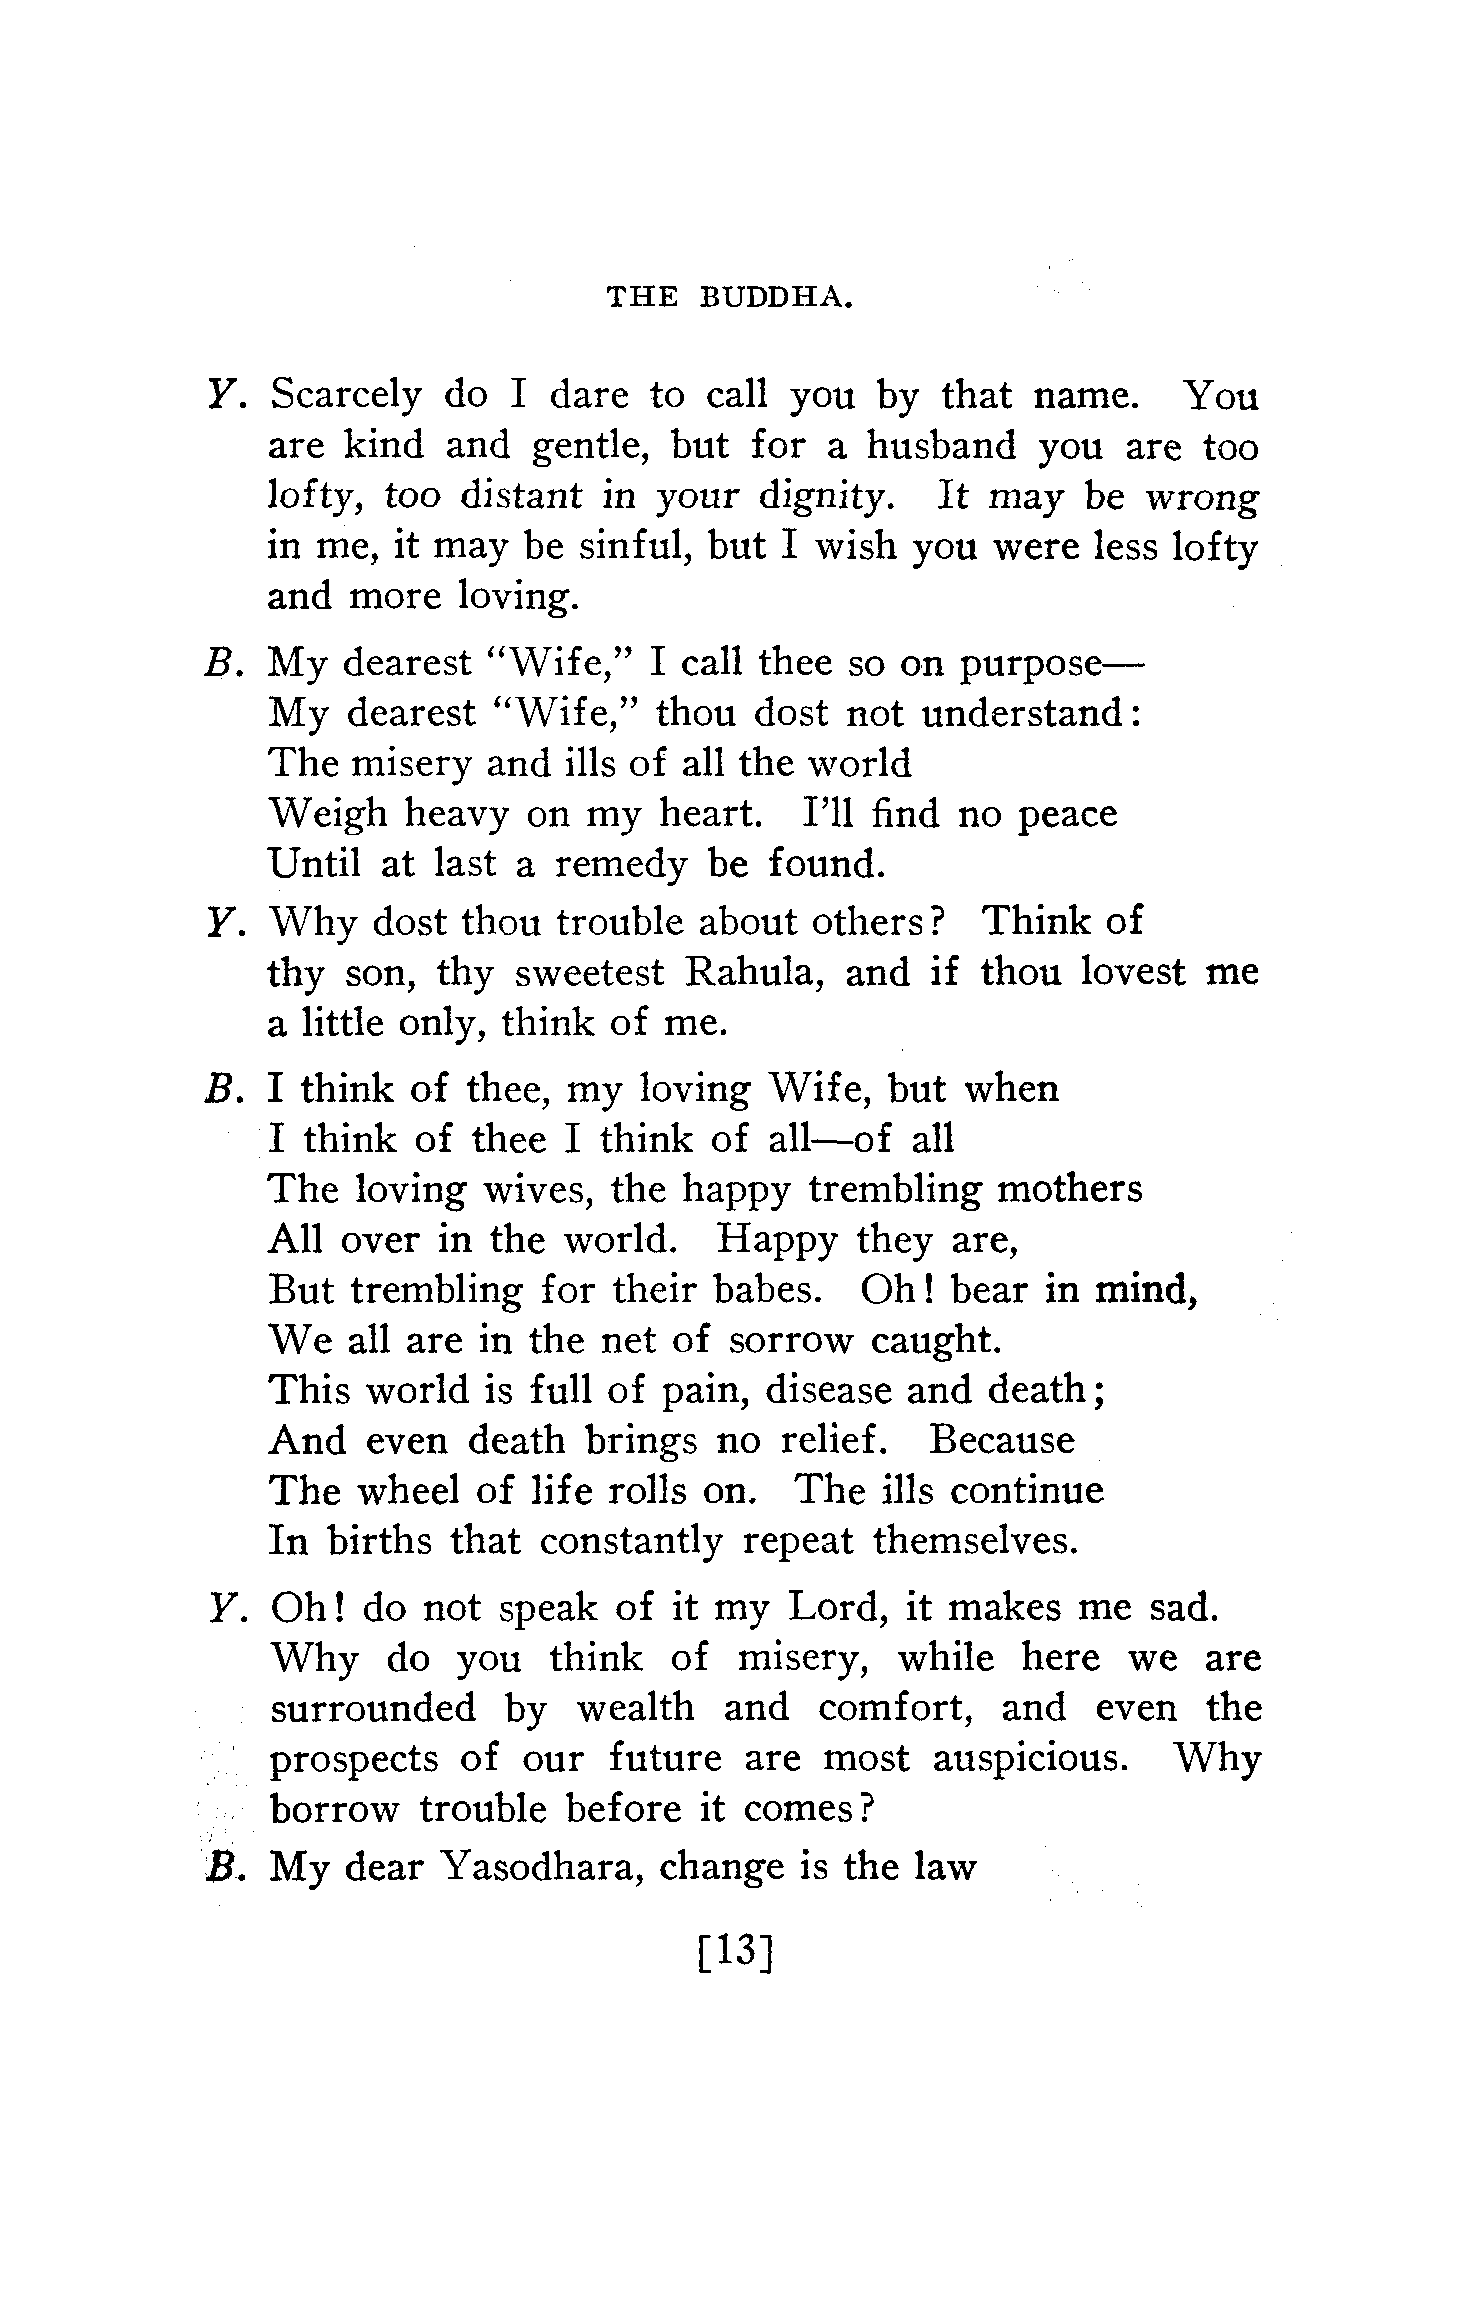 THE BUDDHA.
Y. Scarcely do I dare to call you by that name. You
are kind and gentle, but for a husband you are too
lofty, too distant in your dignity. It may be wrong
in me, it may be sinful, but I wish you were less lofty
and more loving.
B. My dearest “Wife,” I call thee so on purpose—
My dearest “Wife,” thou dost not understand:
The misery and ills of all the world
Weigh heavy on my heart. I’ll find no peace
Until at last a remedy be found.
Y. Why dost thou trouble about others? Think of
thy son, thy sweetest Rahula, and if thou lovest me
a little only, think of me.
B. I think of thee, my loving Wife, but when
I think of thee I think of all—of all
The loving wives, the happy trembling mothers
All over in the world. Happy they are,
But trembling for their babes. Oh! bear in mind,
We all are in the net of sorrow caught.
This world is full of pain, disease and death;
And even death brings no relief. Because
The wheel of life rolls on. The ills continue
In births that constantly repeat themselves.
Y. Oh! do not speak of it my Lord, it makes me sad.
Why do you think of misery, while here we are
surrounded by wealth and comfort, and even the
prospects of our future are most auspicious. Why
borrow trouble before it comes?
B. My dear Yasodhara, change is the law
[13]